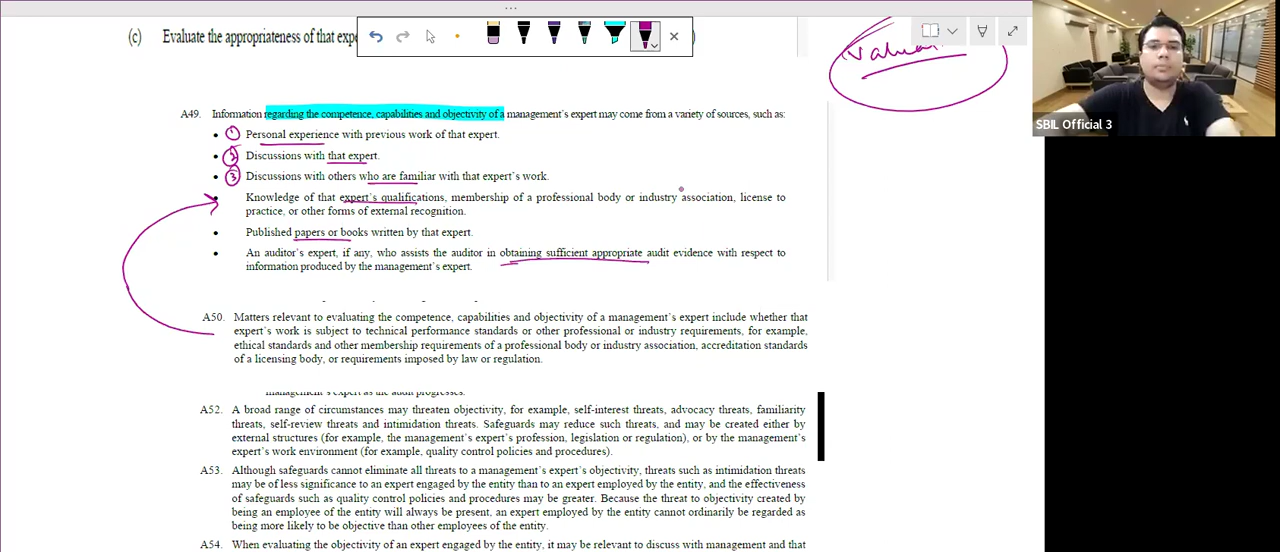 (c) Evaluate the appropriateness of that
A49. Information regarding the competence, capabilities and objectivity of a management's expert may come from a variety of sources, such as:
① Personal experience with previous work of that expert.
② Discussions with that expert.
③ Discussions with others who are familiar with that expert's work.
• Knowledge of that expert's qualifications, membership of a professional body or industry association, license to
practice, or other forms of external recognition.
• Published papers or books written by that expert.
• An auditor's expert, if any, who assists the auditor in obtaining sufficient appropriate audit evidence with respect to
information produced by the management's expert.
A50. Matters relevant to evaluating the competence, capabilities and objectivity of a management's expert include whether that
expert's work is subject to technical performance standards or other professional or industry requirements, for example,
ethical standards and other membership requirements of a professional body or industry association, accreditation standards
of a licensing body, or requirements imposed by law or regulation.
management's expert as the audit progresses.
A52. A broad range of circumstances may threaten objectivity, for example, self-interest threats, advocacy threats, familiarity
threats, self-review threats and intimidation threats. Safeguards may reduce such threats, and may be created either by
external structures (for example, the management's expert's profession, legislation or regulation), or by the management's
expert's work environment (for example, quality control policies and procedures).
A53. Although safeguards cannot eliminate all threats to a management's expert's objectivity, threats such as intimidation threats
may be of less significance to an expert engaged by the entity than to an expert employed by the entity, and the effectiveness
of safeguards such as quality control policies and procedures may be greater. Because the threat to objectivity created by
being an employee of the entity will always be present, an expert employed by the entity cannot ordinarily be regarded as
being more likely to be objective than other employees of the entity.
A54. When evaluating the objectivity of an expert engaged by the entity, it may be relevant to discuss with management and that
SBIL Official 3